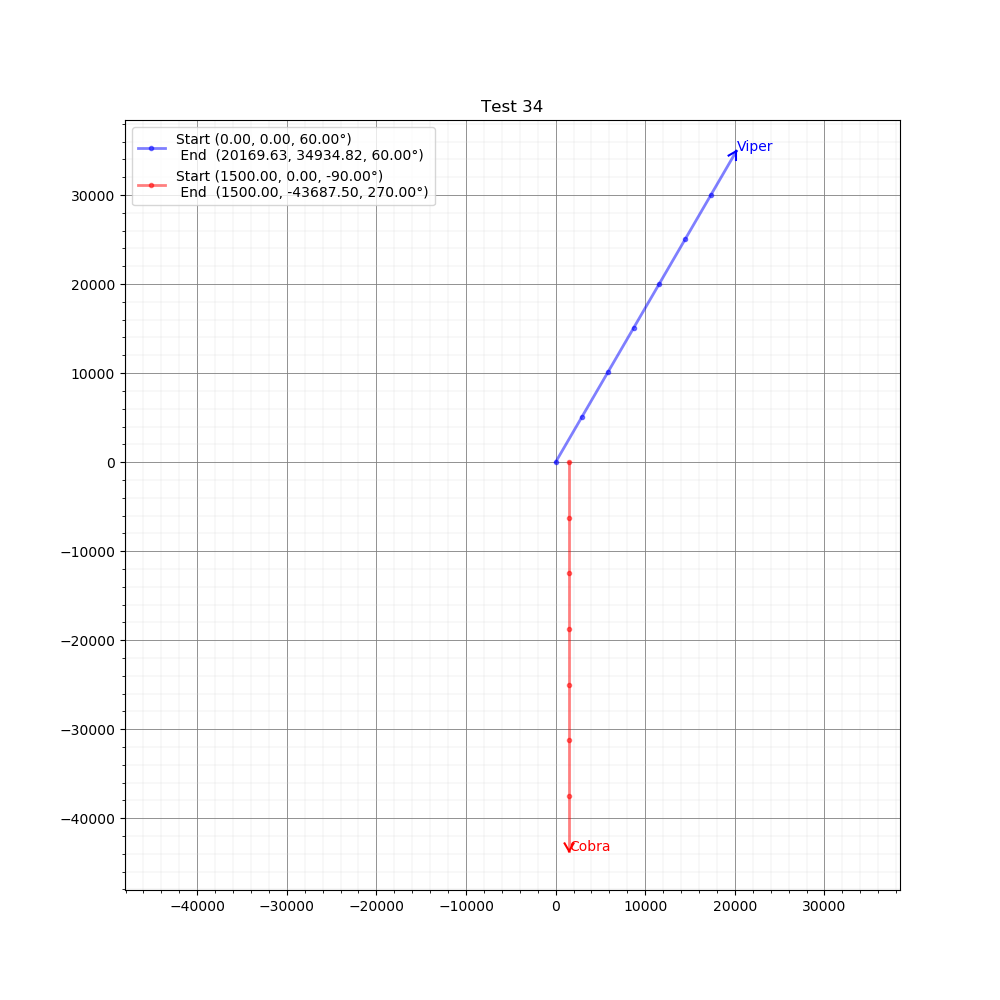 Test 34
Start (0.00, 0.00, 60.00°)
End  (20169.63, 34934.82, 60.00°)
Start (1500.00, 0.00, -90.00°)
End  (1500.00, -43687.50, 270.00°)
Viper
30000
20000
10000
0
−10000
−20000
−30000
−40000
Cobra
−40000 −30000 −20000 −10000 0 10000 20000 30000